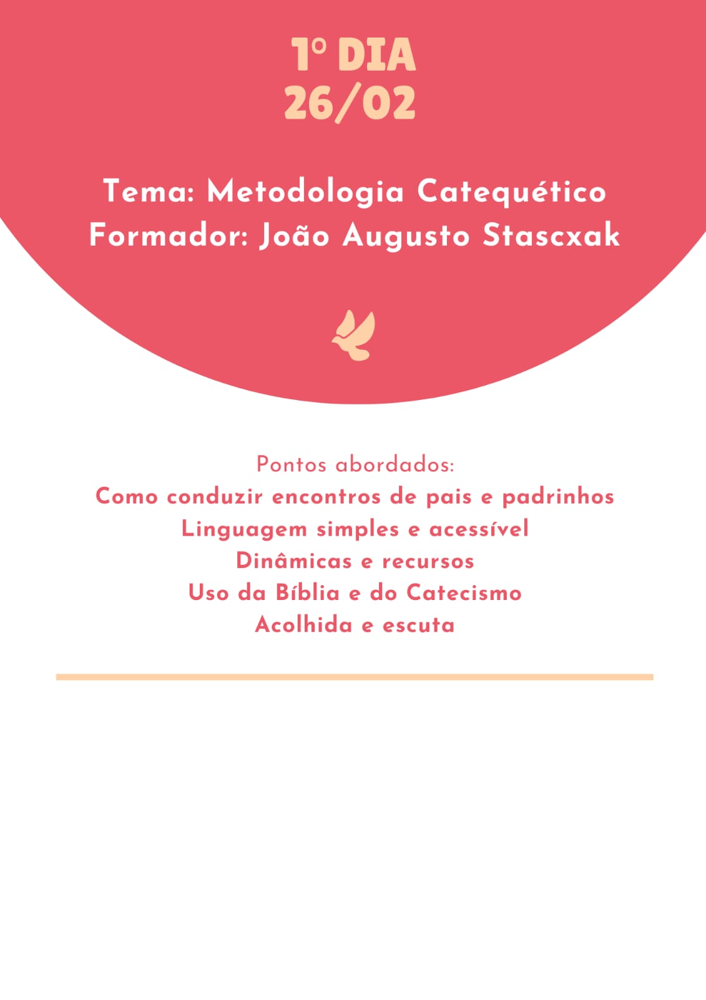 1º DIA
26/02
Tema: Metodologia Catequético
Formador: João Augusto Stascxak
Pontos abordados:
Como conduzir encontros de pais e padrinhos
Linguagem simples e acessível
Dinâmicas e recursos
Uso da Bíblia e do Catecismo
Acolhida e escuta